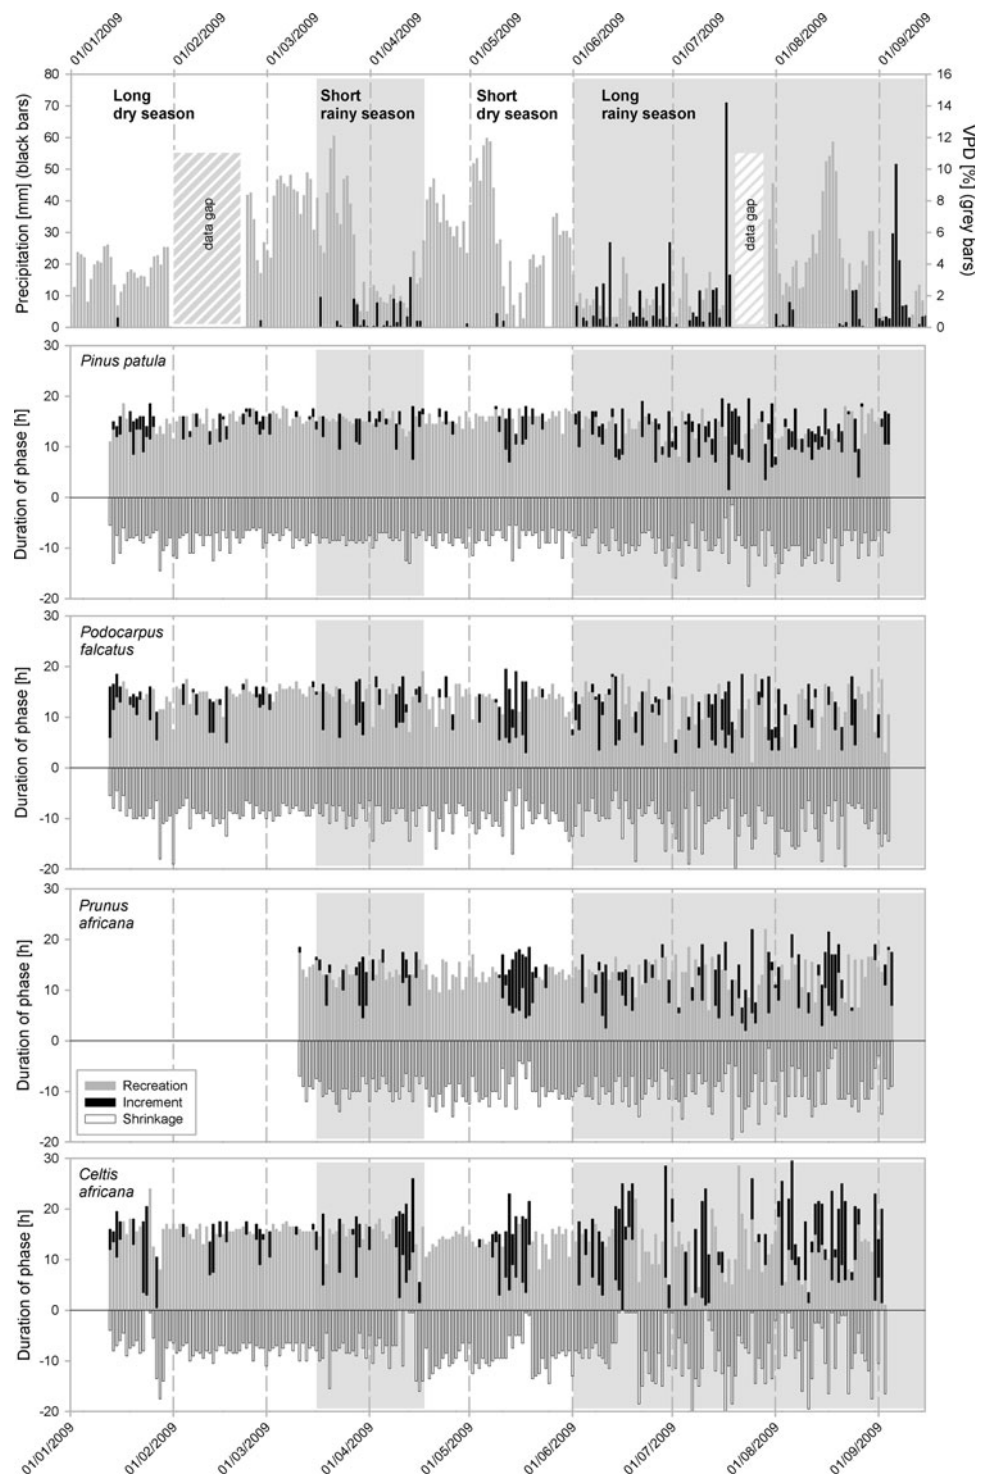 01/01/2009 01/02/2009 01/03/2009 01/04/2009 01/05/2009 01/06/2009 01/07/2009 01/08/2009 01/09/2009
Precipitation [mm] (black bars)
80
70
60
50
40
30
20
10
0
Long
dry season
Short
rainy season
Short
dry season
Long
rainy season
data gap
data gap
16
14
12
10
8
6
4
2
0
VPD [%] (grey bars)
Duration of phase [h]
30
20
10
0
-10
-20
Pinus patula
Duration of phase [h]
30
20
10
0
-10
-20
Podocarpus
falcatus
Duration of phase [h]
30
20
10
0
-10
-20
Prunus
africana
Recreation
Increment
Shrinkage
Duration of phase [h]
30
20
10
0
-10
-20
Celtis
africana
01/01/2009 01/02/2009 01/03/2009 01/04/2009 01/05/2009 01/06/2009 01/07/2009 01/08/2009 01/09/2009